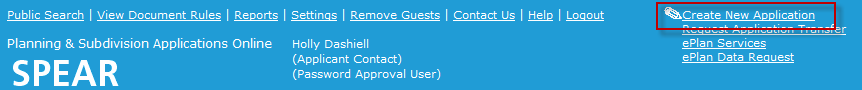 Public Search | View Document Rules | Reports | Settings | Remove Guests | Contact Us | Help | Logout
Create New Application
Request Application Transfer
ePlan Services
ePlan Data Request
Planning & Subdivision Applications Online
SPEAR
Holly Dashiell
(Applicant Contact)
(Password Approval User)